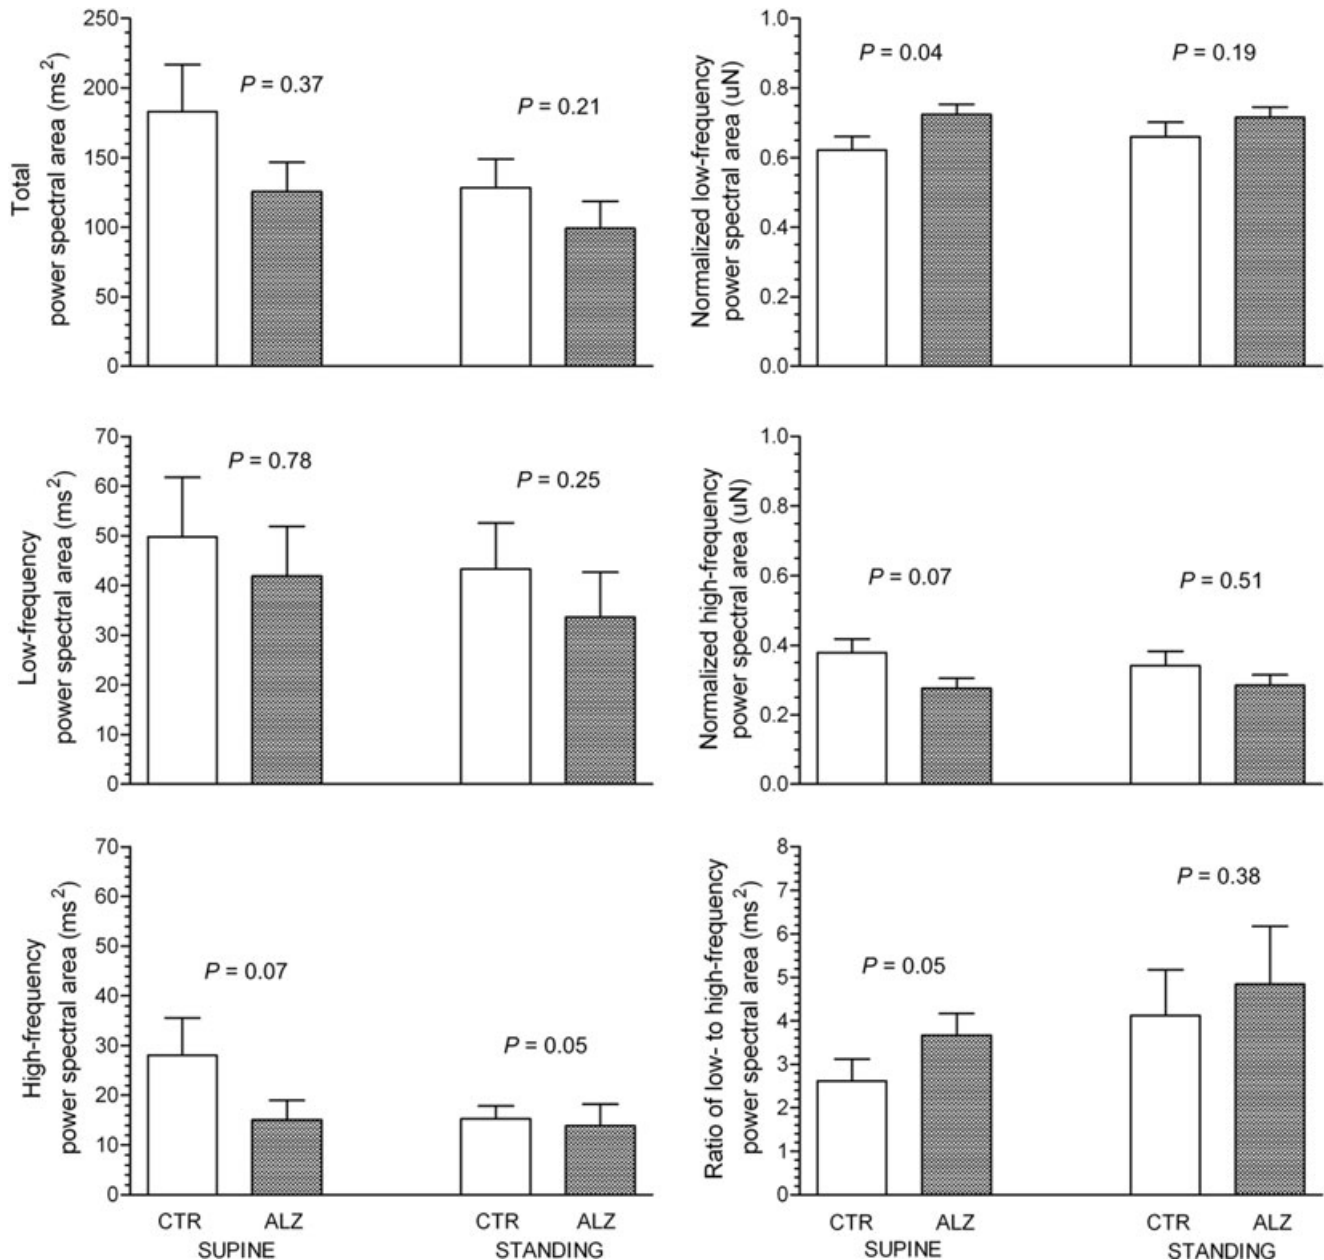 Total
power spectral area (ms²)
250
200
150
100
50
0
P = 0.37
P = 0.21
Normalized low-frequency
power spectral area (uN)
1.0
0.8
0.6
0.4
0.2
0.0
P = 0.04
P = 0.19
Low-frequency
power spectral area (ms²)
70
60
50
40
30
20
10
0
P = 0.78
P = 0.25
Normalized high-frequency
power spectral area (uN)
1.0
0.8
0.6
0.4
0.2
0.0
P = 0.07
P = 0.51
High-frequency
power spectral area (ms²)
70
60
50
40
30
20
10
0
P = 0.07
P = 0.05
CTR ALZ CTR ALZ
SUPINE STANDING
Ratio of low- to high-frequency
power spectral area (ms²)
8
7
6
5
4
3
2
1
0
P = 0.05
P = 0.38
CTR ALZ CTR ALZ
SUPINE STANDING